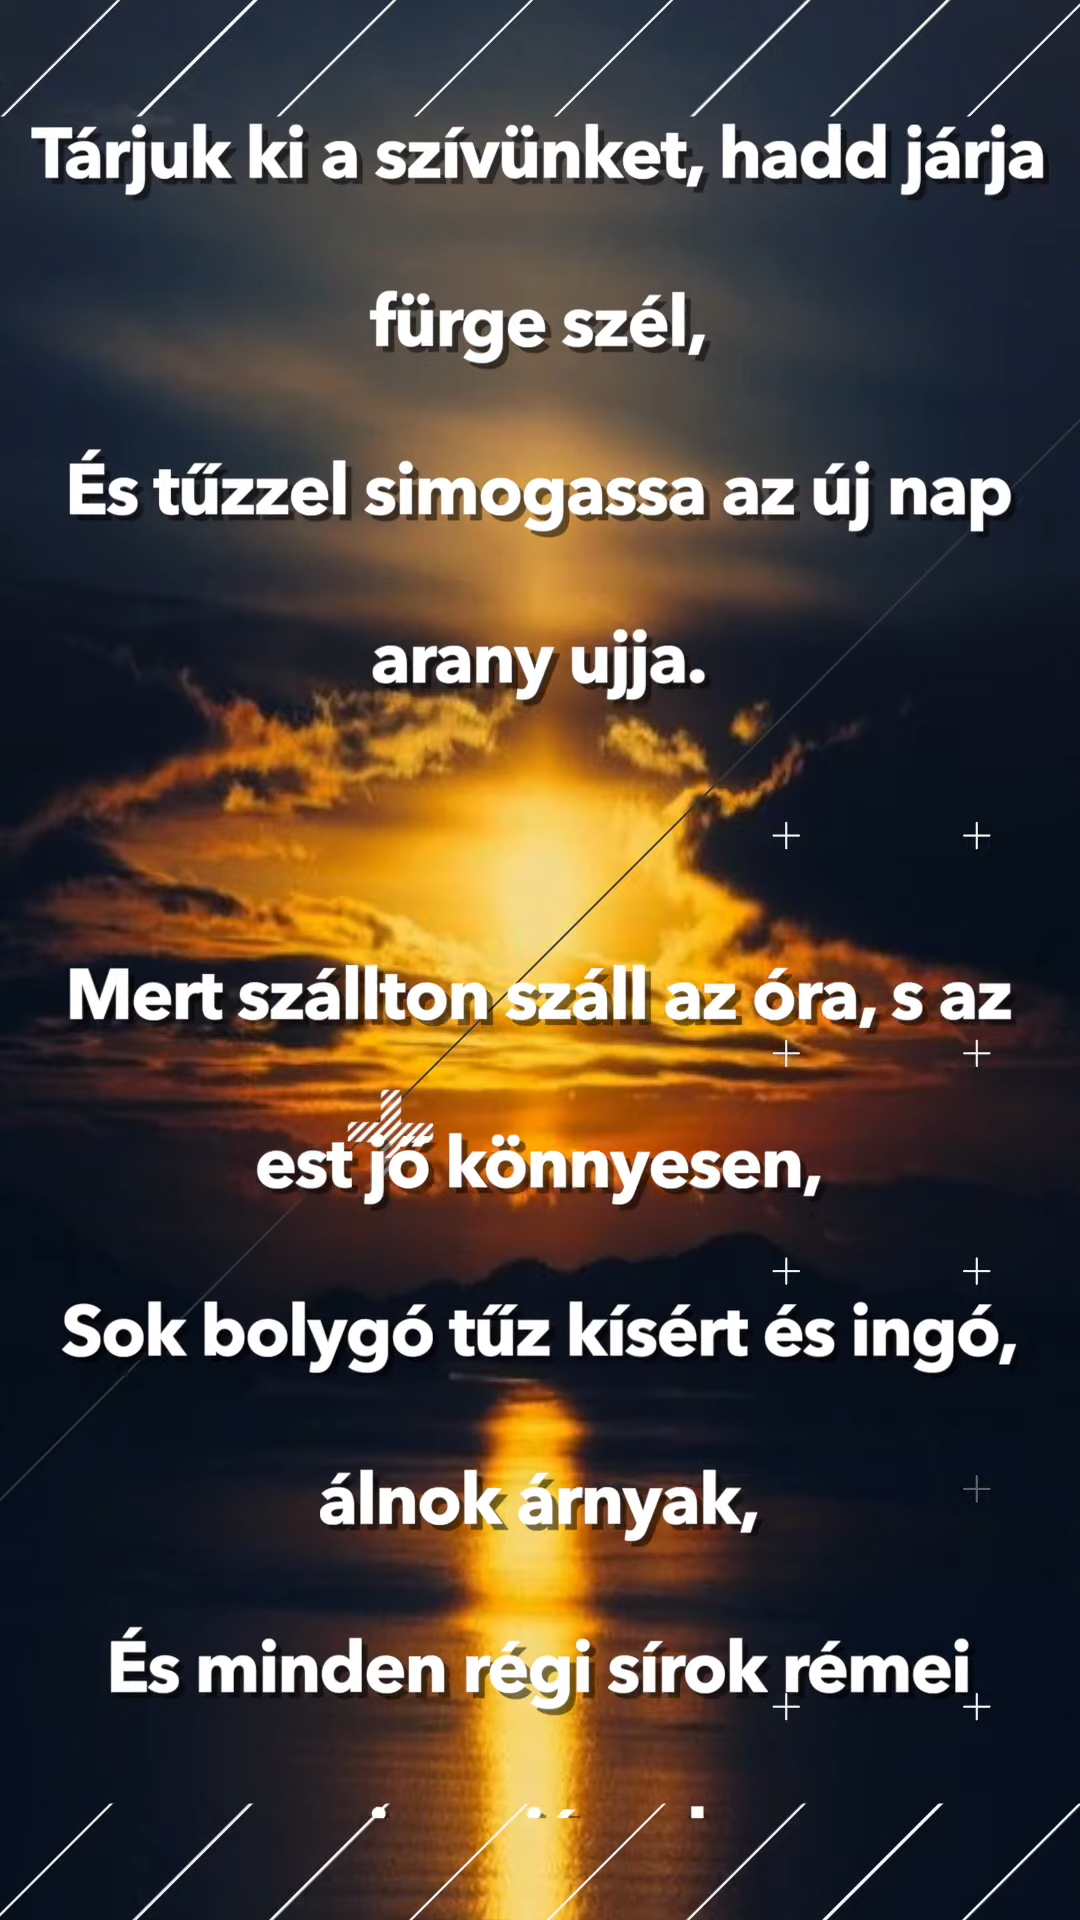 Tárjuk ki a szívünket, hadd járja
fürge szél,
És tűzzel simogassa az új nap
arany ujja.
Mert szállton száll az óra, s az
est jő könnyesen,
Sok bolygó tűz kísért és ingó,
álnok árnyak,
És minden régi sírok rémei